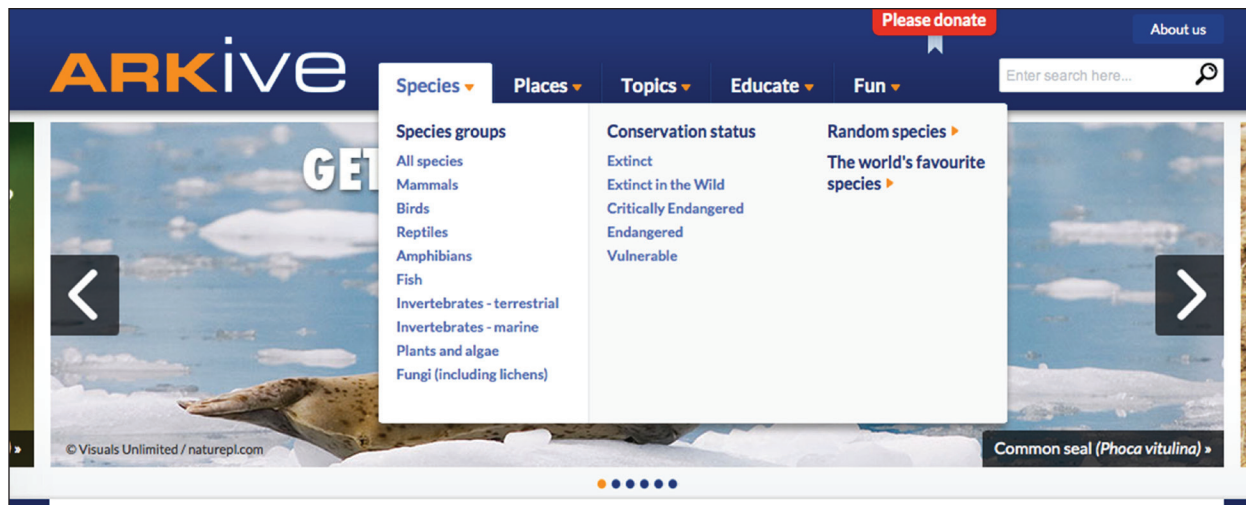 Please donate
About us
ARKive
Species
Places
Topics
Educate
Fun
Enter search here...
GET
Species groups
All species
Mammals
Birds
Reptiles
Amphibians
Fish
Invertebrates - terrestrial
Invertebrates - marine
Plants and algae
Fungi (including lichens)
Conservation status
Extinct
Extinct in the Wild
Critically Endangered
Endangered
Vulnerable
Random species
The world's favourite
species
© Visuals Unlimited / naturepl.com
Common seal (Phoca vitulina) »